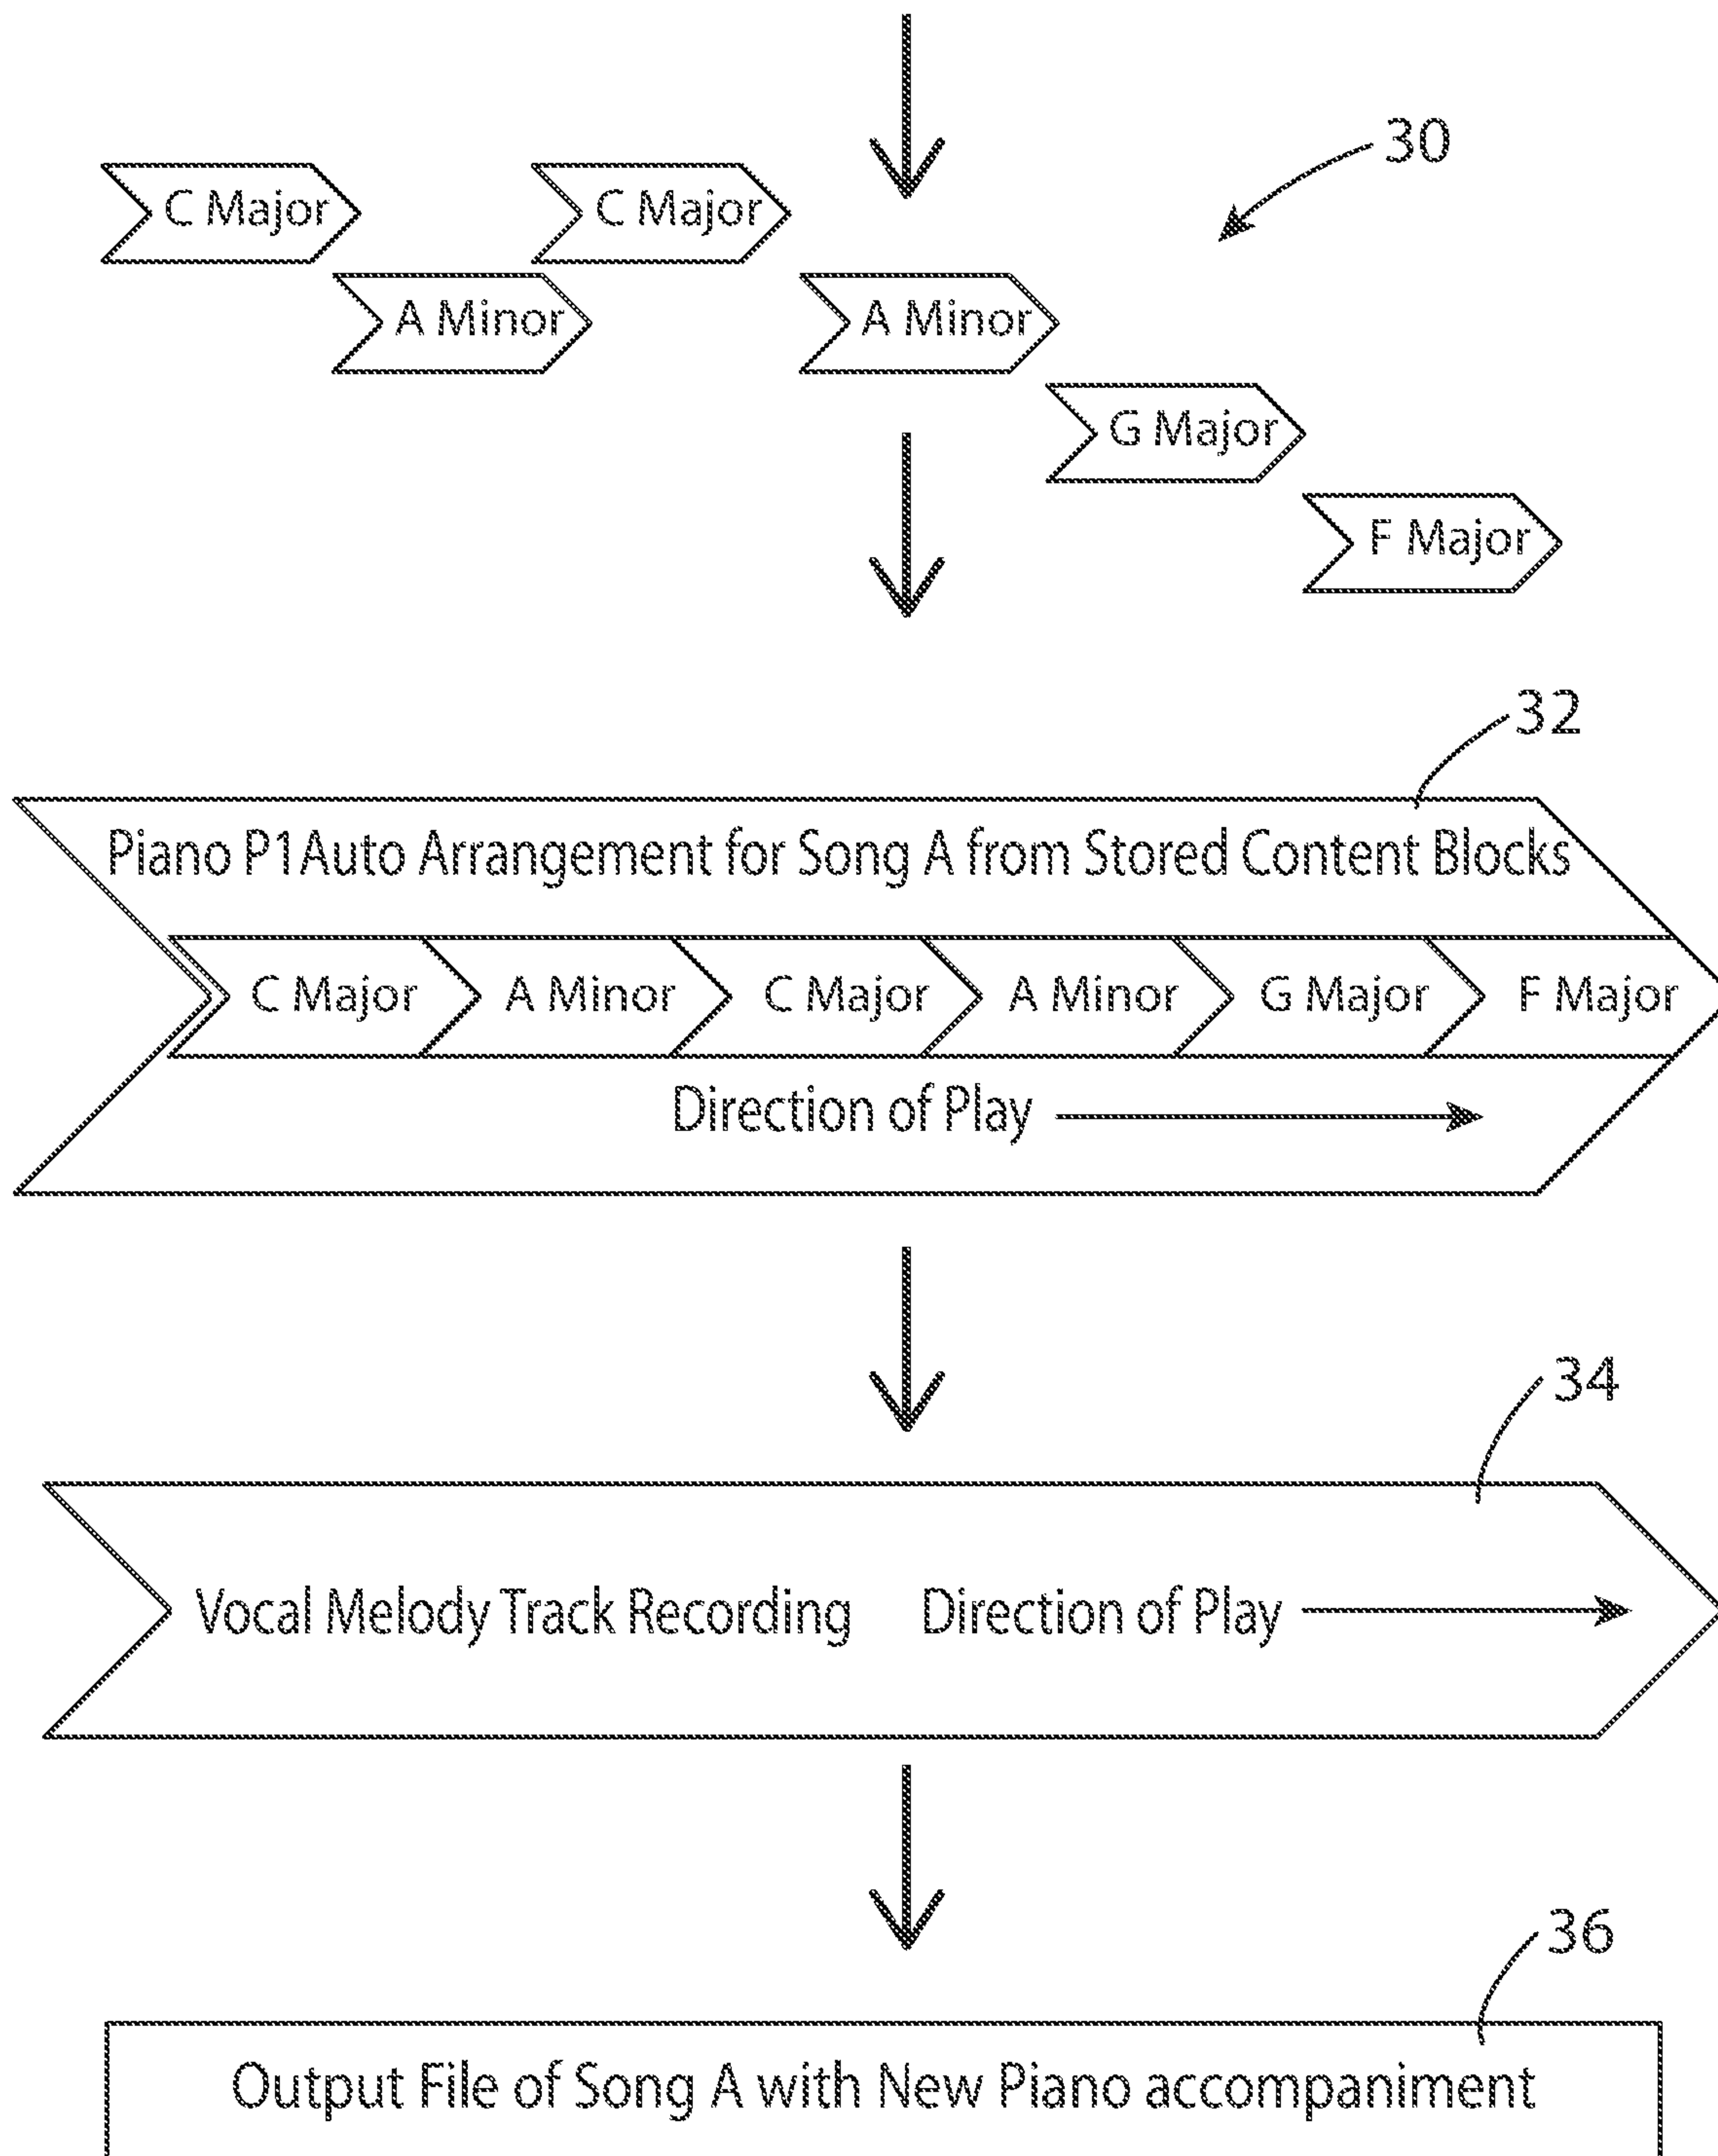 30
C Major
C Major
A Minor
A Minor
G Major
F Major
32
Piano P1Auto Arrangement for Song A from Stored Content Blocks
C Major A Minor C Major A Minor G Major F Major
Direction of Play
34
Vocal Melody Track Recording Direction of Play
36
Output File of Song A with New Piano accompaniment